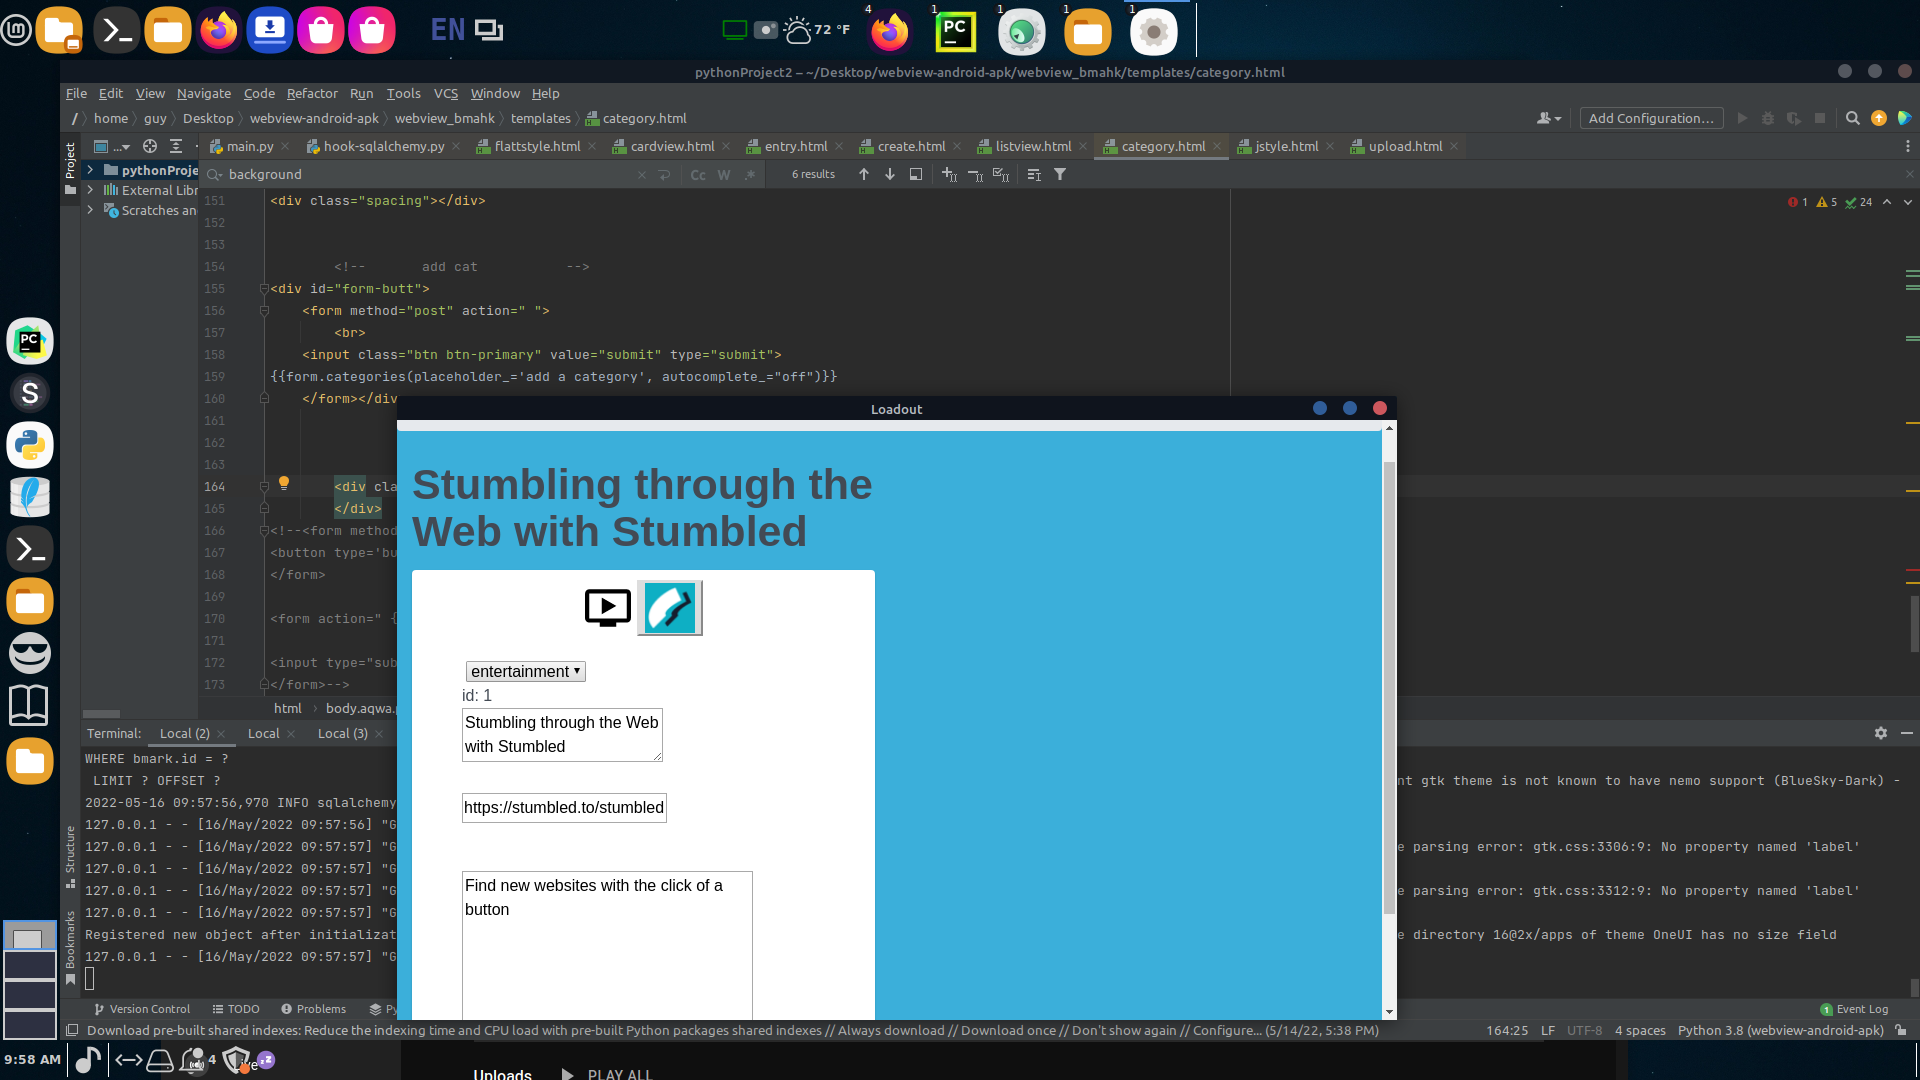 EN
72 °F
4
1
1
1
1
pythonProject2 – ~/Desktop/webview-android-apk/webview_bmahk/templates/category.html
File Edit View Navigate Code Refactor Run Tools VCS Window Help
/ home guy Desktop webview-android-apk webview_bmahk templates category.html
Add Configuration...
Project ...
main.py hook-sqlalchemy.py flattstyle.html cardview.html entry.html create.html listview.html category.html jstyle.html upload.html
pythonProje
External Libr
Scratches an
background
Cc W .*
6 results
1 5 24
151 <div class="spacing"></div>
152
153
154 <!-- add cat -->
155 <div id="form-butt">
156 <form method="post" action=" ">
157 <br>
158 <input class="btn btn-primary" value="submit" type="submit">
159 {{form.categories(placeholder_='add a category', autocomplete_="off")}}
160 </form></div
161
162
163
164 <div cla
165 </div>
166 <!--<form method
167 <button type='bu
168 </form>
169
170 <form action=" {
171
172 <input type="sub
173 </form>-->
html
Loadout
Stumbling through the
Web with Stumbled
entertainment
id: 1
Stumbling through the Web
with Stumbled
https://stumbled.to/stumbled
Find new websites with the click of a
button
Terminal: Local (2) Local Local (3)
WHERE bmark.id = ?
LIMIT ? OFFSET ?
2022-05-16 09:57:56,970 INFO sqlalchemy
127.0.0.1 - - [16/May/2022 09:57:56] "G
127.0.0.1 - - [16/May/2022 09:57:57] "G
127.0.0.1 - - [16/May/2022 09:57:57] "G
127.0.0.1 - - [16/May/2022 09:57:57] "G
127.0.0.1 - - [16/May/2022 09:57:57] "G
Registered new object after initializat
127.0.0.1 - - [16/May/2022 09:57:57] "G
nt gtk theme is not known to have nemo support (BlueSky-Dark) -
e parsing error: gtk.css:3306:9: No property named 'label'
e parsing error: gtk.css:3312:9: No property named 'label'
e directory 16@2x/apps of theme OneUI has no size field
Structure
Bookmarks
Version Control TODO Problems Py
1 Event Log
Download pre-built shared indexes: Reduce the indexing time and CPU load with pre-built Python packages shared indexes // Always download // Download once // Don't show again // Configure... (5/14/22, 5:38 PM)
164:25 LF UTF-8 4 spaces Python 3.8 (webview-android-apk)
9:58 AM
4
Uploads PLAY ALL